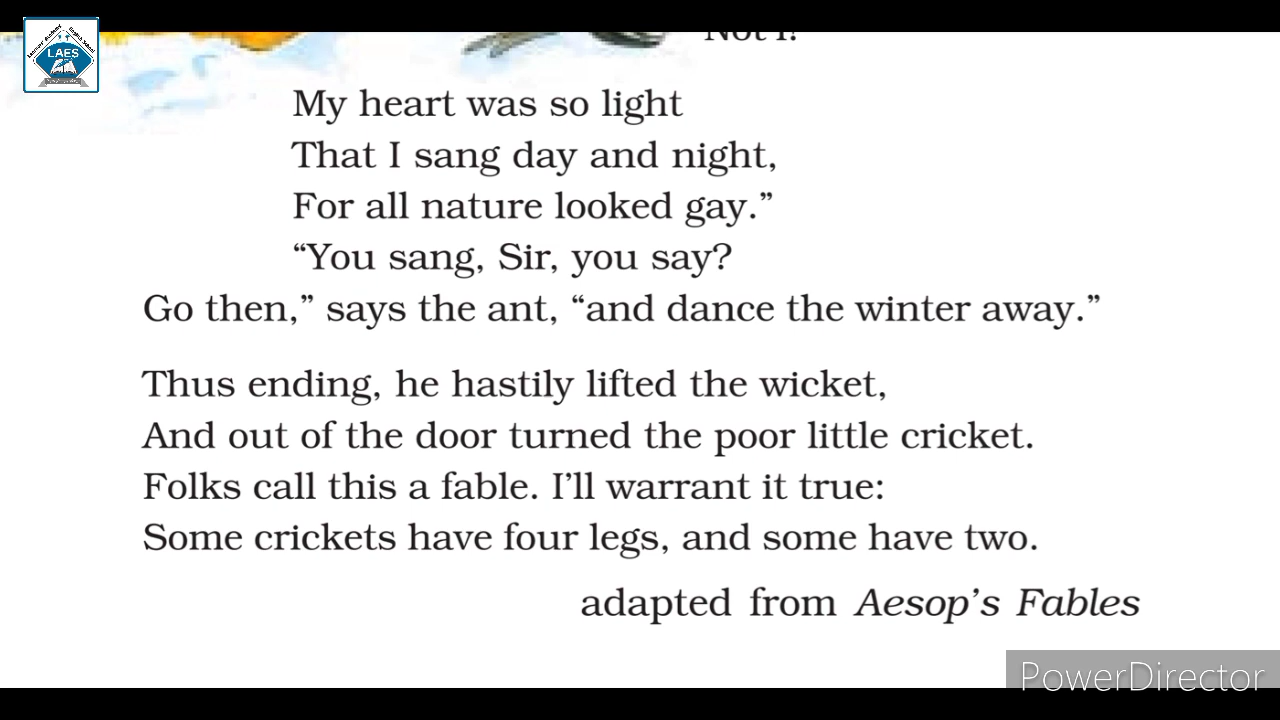 LAES
Not I!
My heart was so light
That I sang day and night,
For all nature looked gay.”
“You sang, Sir, you say?
Go then,” says the ant, “and dance the winter away.”
Thus ending, he hastily lifted the wicket,
And out of the door turned the poor little cricket.
Folks call this a fable. I’ll warrant it true:
Some crickets have four legs, and some have two.
adapted from Aesop’s Fables
PowerDirector